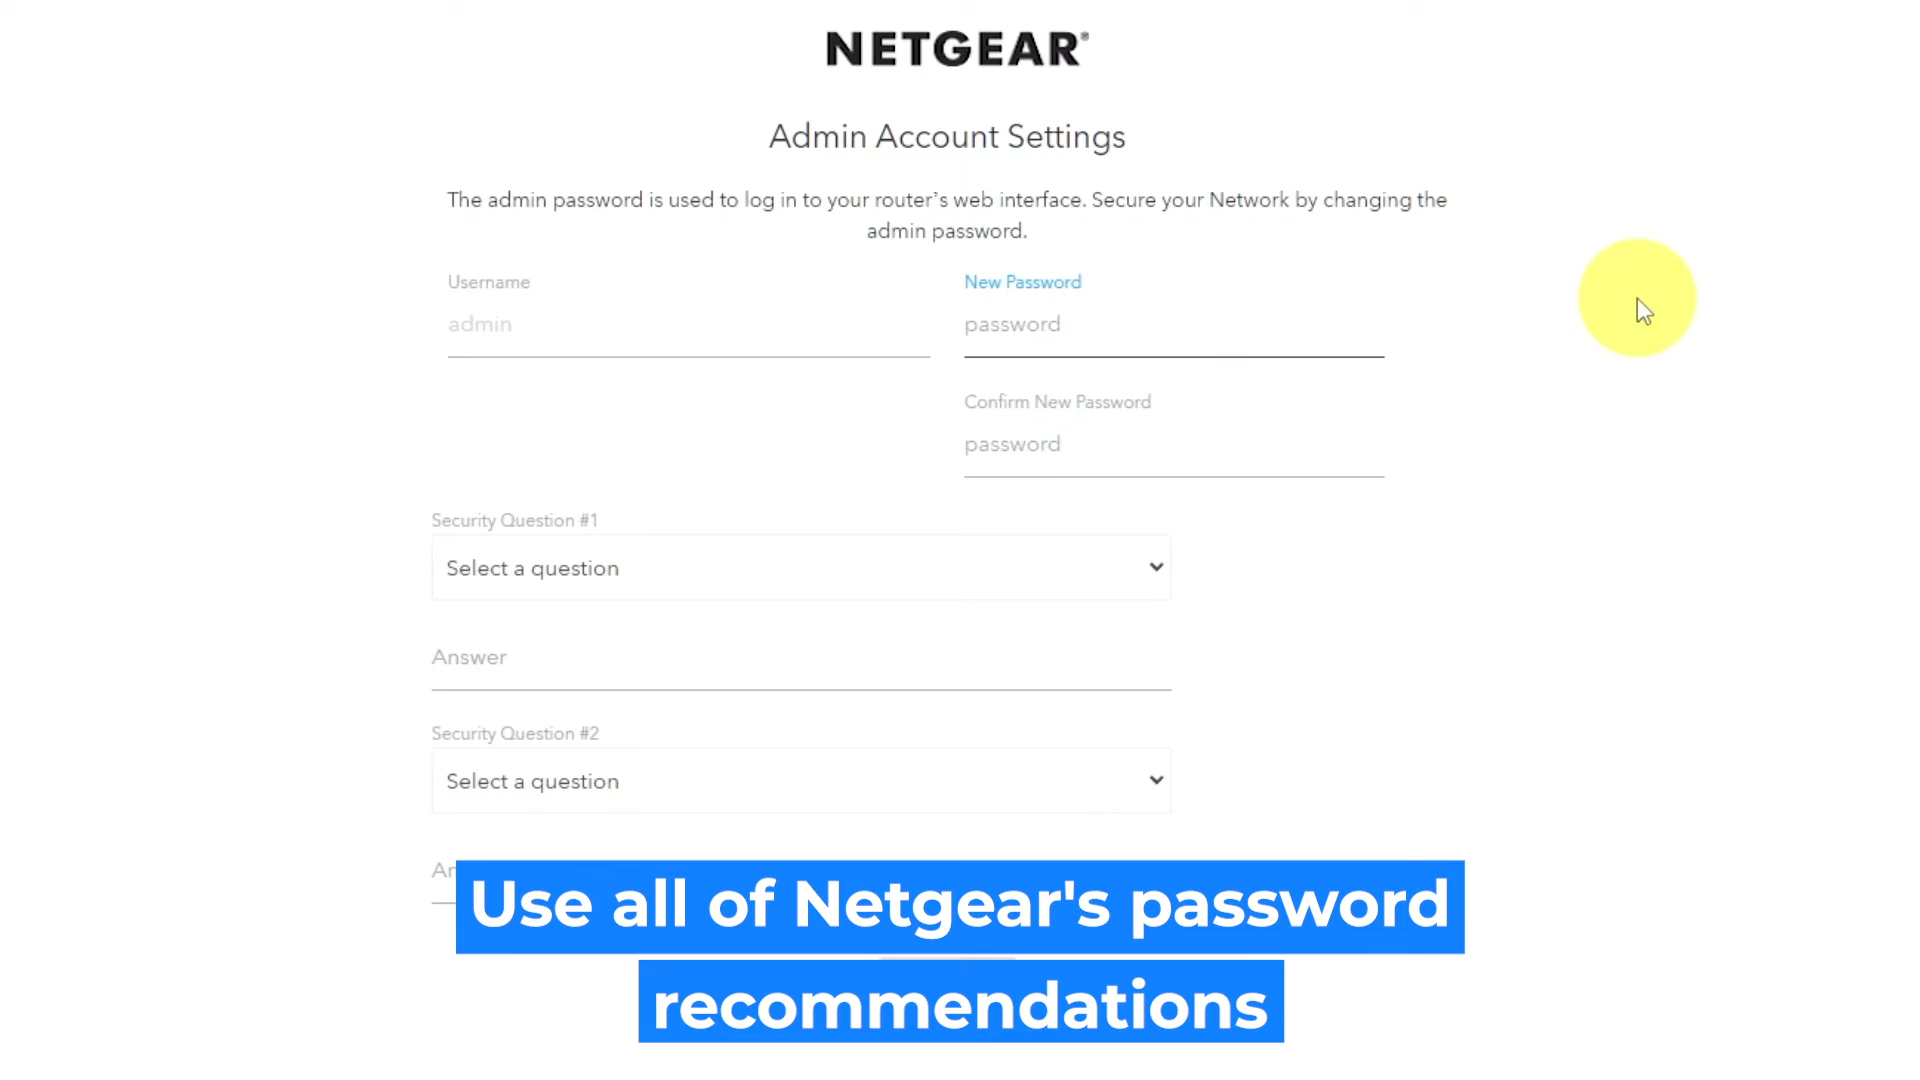 NETGEAR®
Admin Account Settings
The admin password is used to log in to your router's web interface. Secure your Network by changing the
admin password.
Username
New Password
admin
password
Confirm New Password
password
Security Question #1
Select a question
Answer
Security Question #2
Select a question
Use all of Netgear's password
recommendations